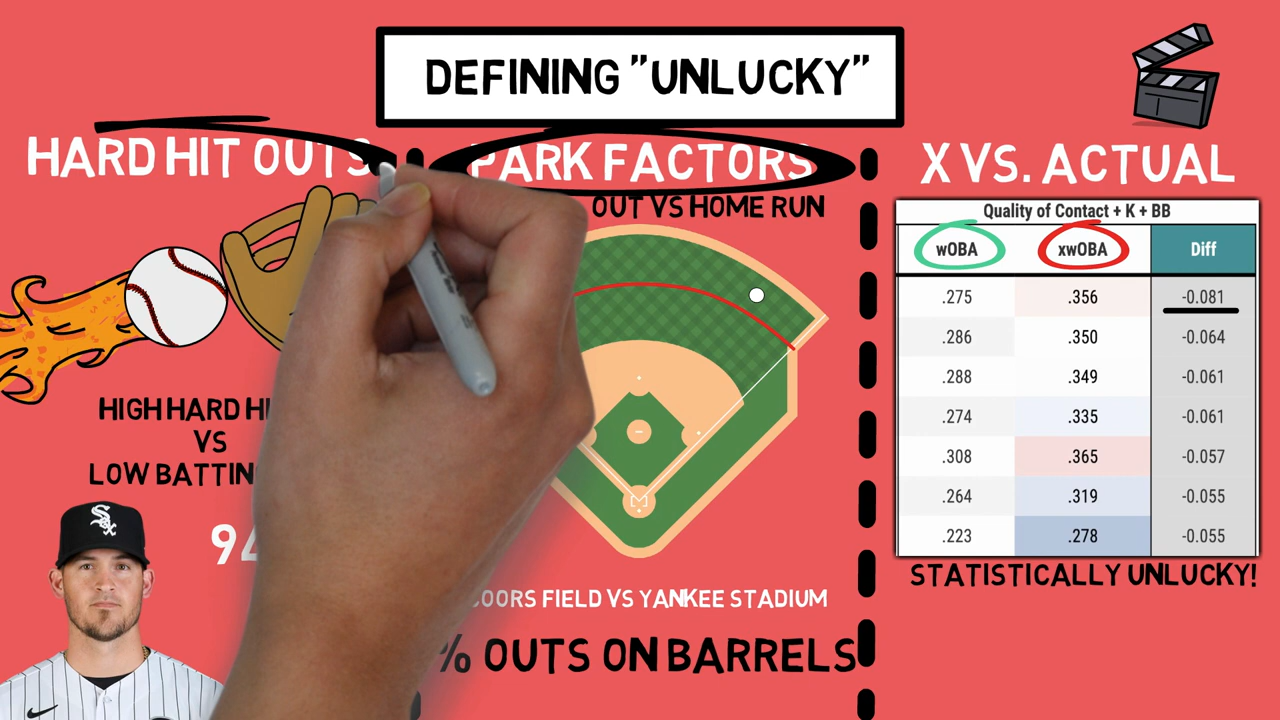 DEFINING "UNLUCKY"
HARD HIT OUTS
HIGH HARD
VS
LOW
94
PARK FACTORS
OUT VS HOME RUN
COORS FIELD VS YANKEE STADIUM
% OUTS ON BARRELS
X VS. ACTUAL
Quality of Contact + K + BB
wOBA xwOBA Diff
.275 .356 -0.081
.286 .350 -0.064
.288 .349 -0.061
.274 .335 -0.061
.308 .365 -0.057
.264 .319 -0.055
.223 .278 -0.055
STATISTICALLY UNLUCKY!
Sox